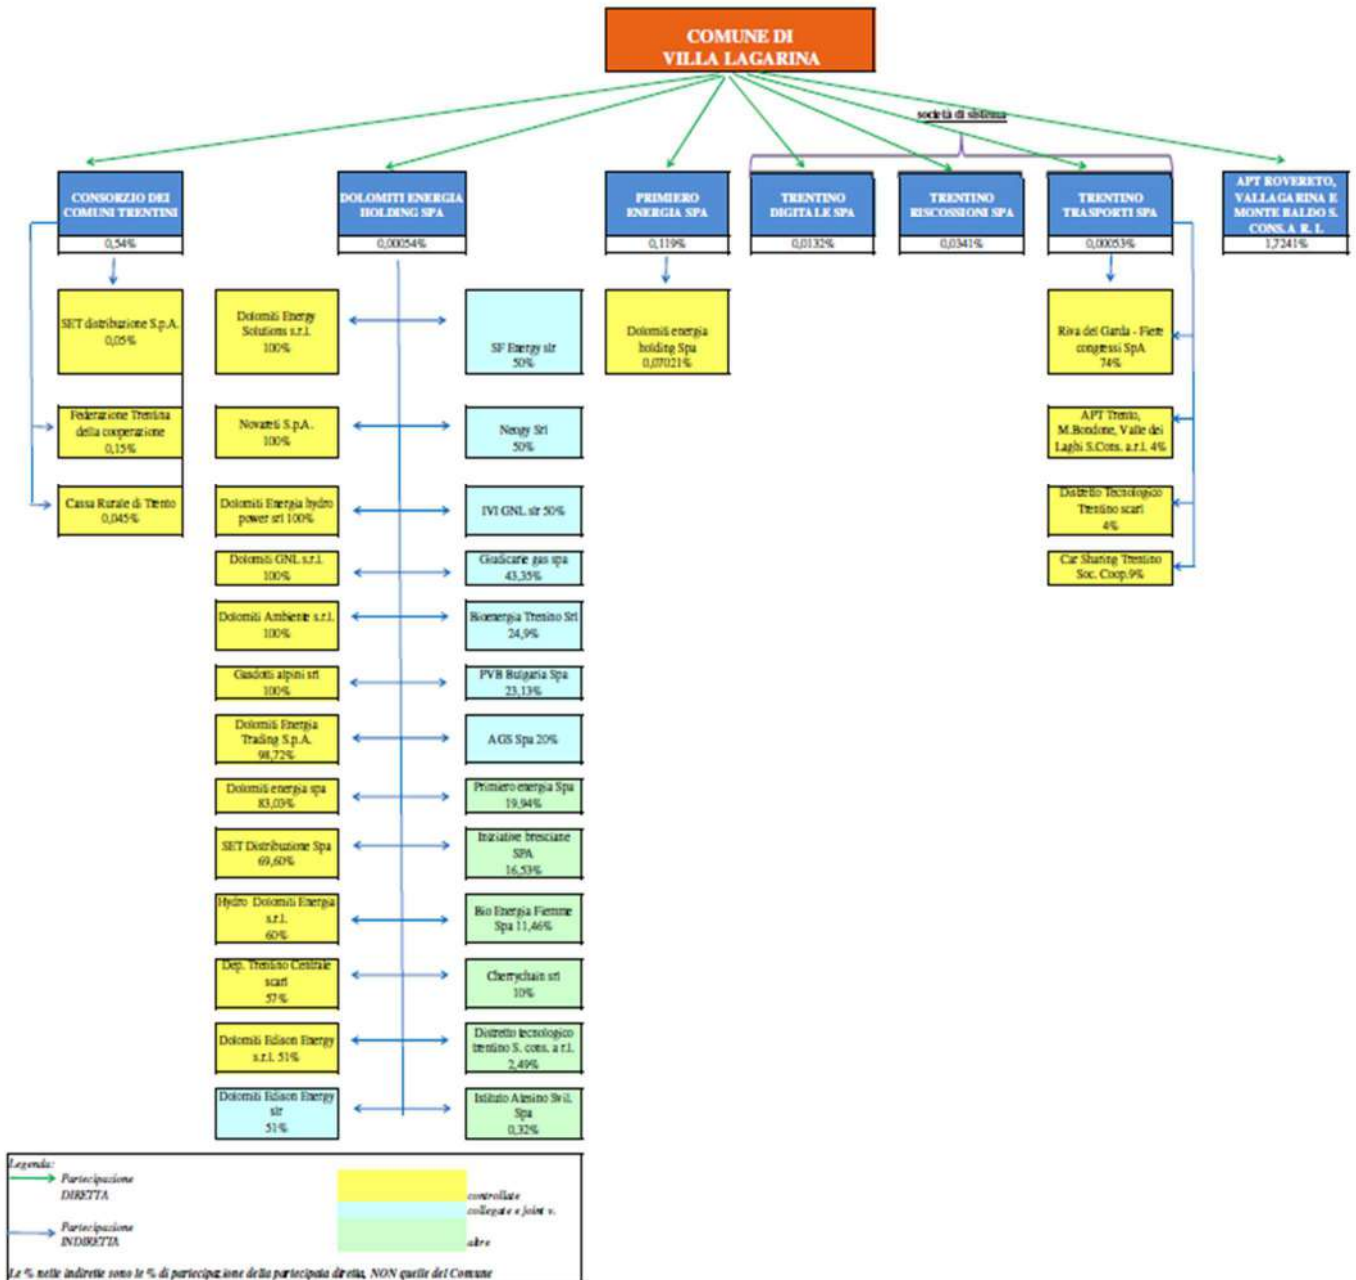 COMUNE DI
VILLA LAGARINA
società di sistema
CONSORZIO DEI
COMUNI TRENTINI
0,54%
DOLOMITI ENERGIA
HOLDING SPA
0,00054%
PRIMIERO
ENERGIA SPA
0,119%
TRENTINO
DIGITALE SPA
0,0132%
TRENTINO
RISCOSSIONI SPA
0,0341%
TRENTINO
TRASPORTI SPA
0,00053%
APT ROVERETO,
VALLAGARINA E
MONTE BALDO S.
CONS. A R. L.
1,7241%
SET distribuzione S.p.A.
0,05%
Federazione Trentina
della cooperazione
0,15%
Cassa Rurale di Trento
0,045%
Dolomiti Energy
Solutions s.r.l.
100%
SF Energy slr
50%
Novareti S.p.A.
100%
Neogy Srl
50%
Dolomiti Energia hydro
power srl 100%
IVI GNL slr 50%
Dolomiti GNL s.r.l.
100%
Giudicarie gas spa
43,35%
Dolomiti Ambiente s.r.l.
100%
Bioenergia Trenino Srl
24,9%
Gasdotti alpini srl
100%
PVB Bulgaria Spa
23,13%
Dolomiti Energia
Trading S.p.A.
98,72%
AGS Spa 20%
Dolomiti energia spa
83,03%
Primiero energia Spa
19,94%
SET Distribuzione Spa
69,60%
Iniziative bresciane
SPA
16,53%
Hydro Dolomiti Energia
s.r.l.
60%
Bio Energia Fiemme
Spa 11,46%
Dep. Trentino Centrale
scarl
57%
Cherrychain srl
10%
Dolomiti Edison Energy
s.r.l. 51%
Distretto tecnologico
trentino S. cons. a r.l.
2,49%
Dolomiti Edison Energy
slr
51%
Istituto Atesino Svil.
Spa
0,32%
Dolomiti energia
holding Spa
0,07021%
Riva del Garda - Fiere
congressi SpA
74%
APT Trento,
M.Bondone, Valle dei
Laghi S.Cons. a.r.l. 4%
Distretto Tecnologico
Trentino scarl
4%
Car Sharing Trentino
Soc. Coop.9%
Legenda:
Partecipazione
DIRETTA
controllate
collegate e joint v.
Partecipazione
INDIRETTA
altre
Le % nelle indirette sono le % di partecipazione della partecipata diretta, NON quelle del Comune